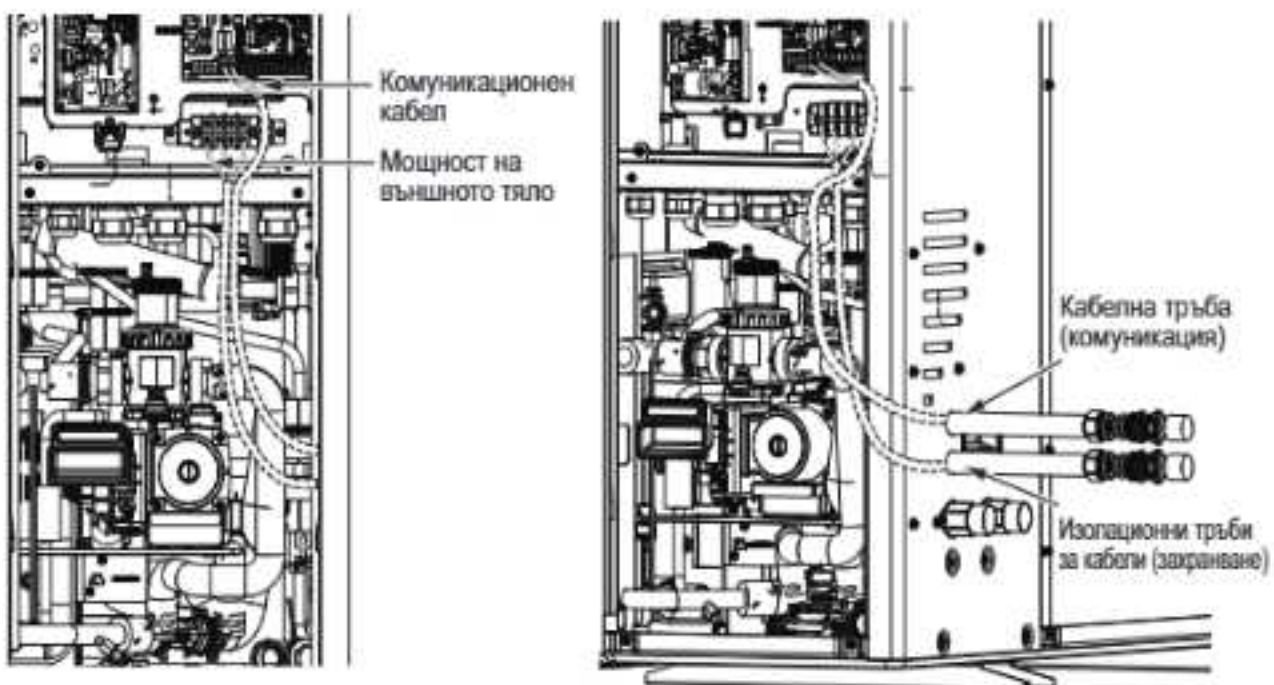 Комуникационен
кабел
Мощност на
външното тяло
Кабелна тръба
(комуникация)
Изолационни тръби
за кабели (захранване)